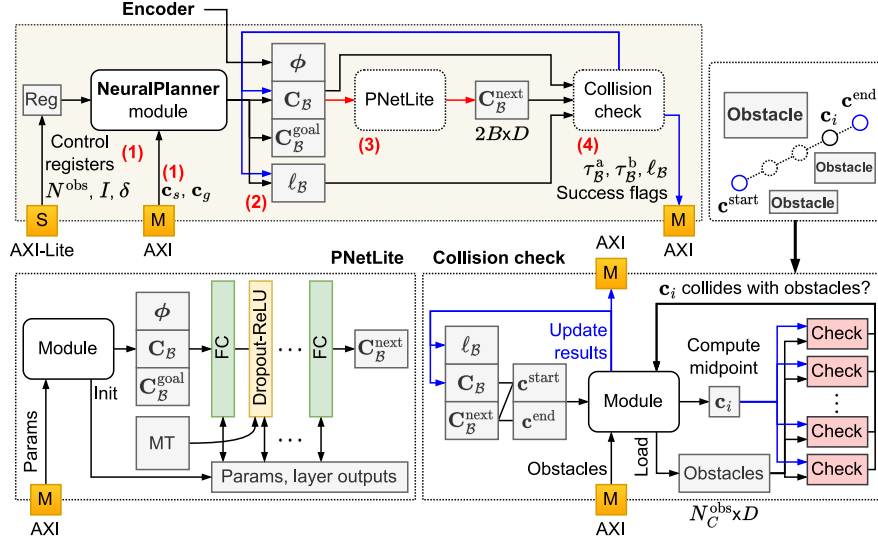 Encoder
Reg
NeuralPlanner
module
ϕ
C_B
C_B^goal
ℓ_B
PNetLite
C_B^next
2BxD
Collision
check
Control
registers
N^obs, I, δ
(1)
(1)
c_s, c_g
(2)
(3)
(4)
τ_B^a, τ_B^b, ℓ_B
Success flags
S
AXI-Lite
M
AXI
M
AXI
Obstacle
c^end
c_i
Obstacle
c^start
Obstacle
PNetLite
Module
Init
Params
M
AXI
ϕ
C_B
C_B^goal
MT
FC
Dropout-ReLU
· · ·
FC
C_B^next
· · ·
Params, layer outputs
Collision check
AXI
M
Update
results
ℓ_B
C_B
C_B^next
c^start
c^end
Module
Obstacles
Load
M
AXI
c_i collides with obstacles?
Compute
midpoint
c_i
Check
Check
⋮
Check
Check
Obstacles
N_C^obs xD